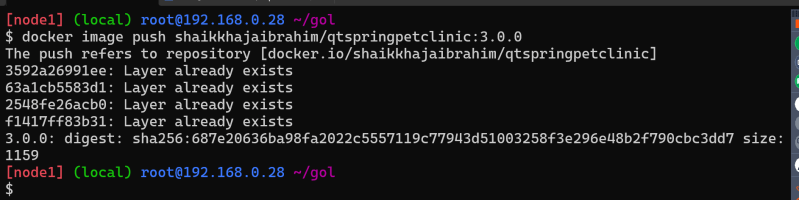 [node1] (local) root@192.168.0.28 ~/gol
$ docker image push shaikkhajaibrahim/qtspringpetclinic:3.0.0
The push refers to repository [docker.io/shaikkhajaibrahim/qtspringpetclinic]
3592a26991ee: Layer already exists
63a1cb5583d1: Layer already exists
2548fe26acb0: Layer already exists
f1417ff83b31: Layer already exists
3.0.0: digest: sha256:687e20636ba98fa2022c5557119c77943d51003258f3e296e48b2f790cbc3dd7 size:
1159
[node1] (local) root@192.168.0.28 ~/gol
$